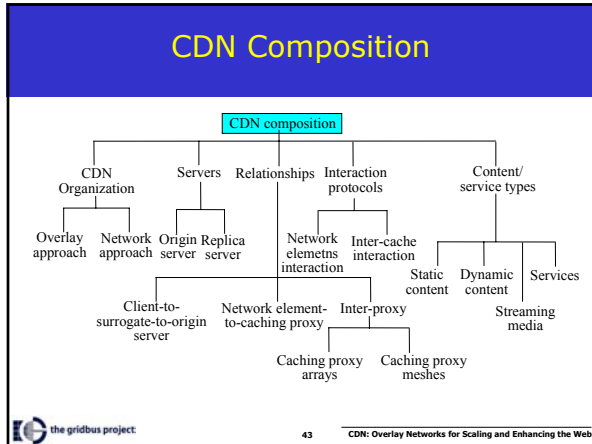 CDN Composition
CDN composition
CDN
Organization
Servers
Relationships
Interaction
protocols
Content/
service types
Overlay
approach
Network
approach
Origin
server
Replica
server
Network
elemetns
interaction
Inter-cache
interaction
Static
content
Dynamic
content
Services
Streaming
media
Client-to-
surrogate-to-origin
server
Network element-
to-caching proxy
Inter-proxy
Caching proxy
arrays
Caching proxy
meshes
the gridbus project
43
CDN: Overlay Networks for Scaling and Enhancing the Web